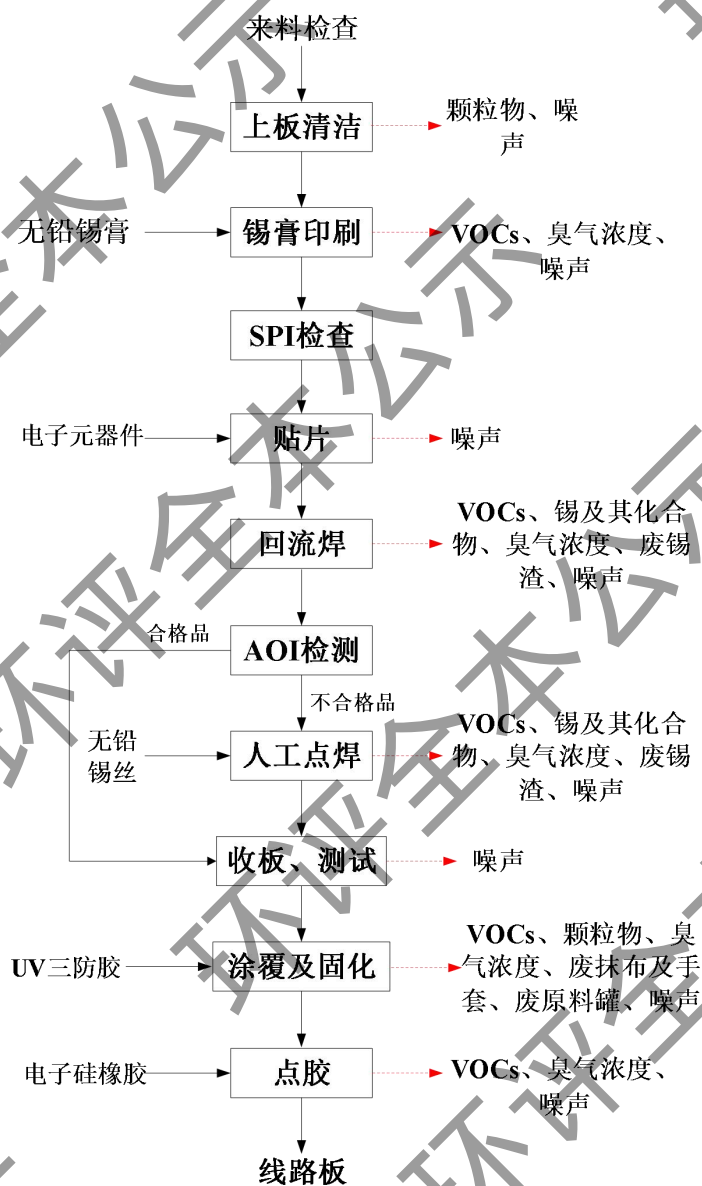 来料检查
上板清洁
颗粒物、噪
声
无铅锡膏
锡膏印刷
VOCs、臭气浓度、
噪声
SPI检查
电子元器件
贴片
噪声
回流焊
VOCs、锡及其化合
物、臭气浓度、废锡
渣、噪声
合格品
AOI检测
不合格品
无铅
锡丝
人工点焊
VOCs、锡及其化合
物、臭气浓度、废锡
渣、噪声
收板、测试
噪声
UV三防胶
涂覆及固化
VOCs、颗粒物、臭
气浓度、废抹布及手
套、废原料罐、噪声
电子硅橡胶
点胶
VOCs、臭气浓度、
噪声
线路板
环评全本公示
环评全本公示
环评全本公示